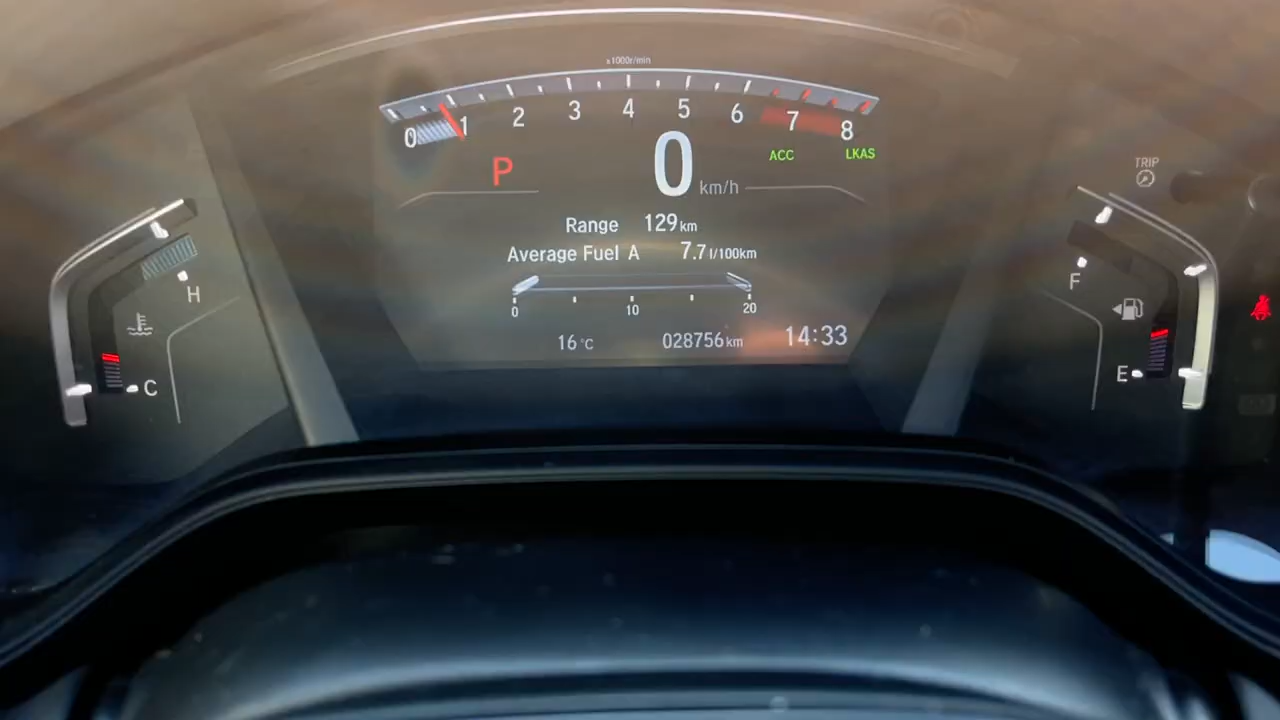 x1000r/min
0 1 2 3 4 5 6 7 8
ACC LKAS
P 0 km/h
TRIP
Range 129 km
Average Fuel A 7.7 l/100km
0 10 20
16 °C 028756 km 14:33
H
C
F
E